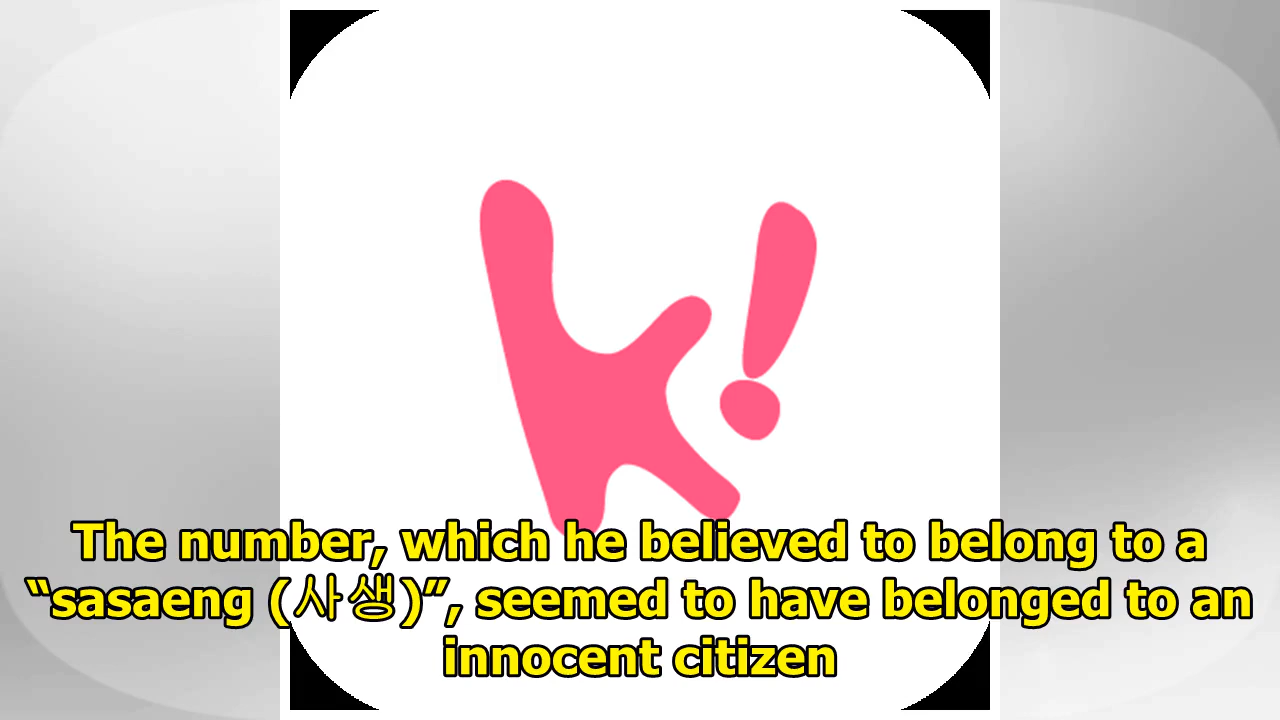 k!
The number, which he believed to belong to a
“sasaeng (사생)”, seemed to have belonged to an
innocent citizen